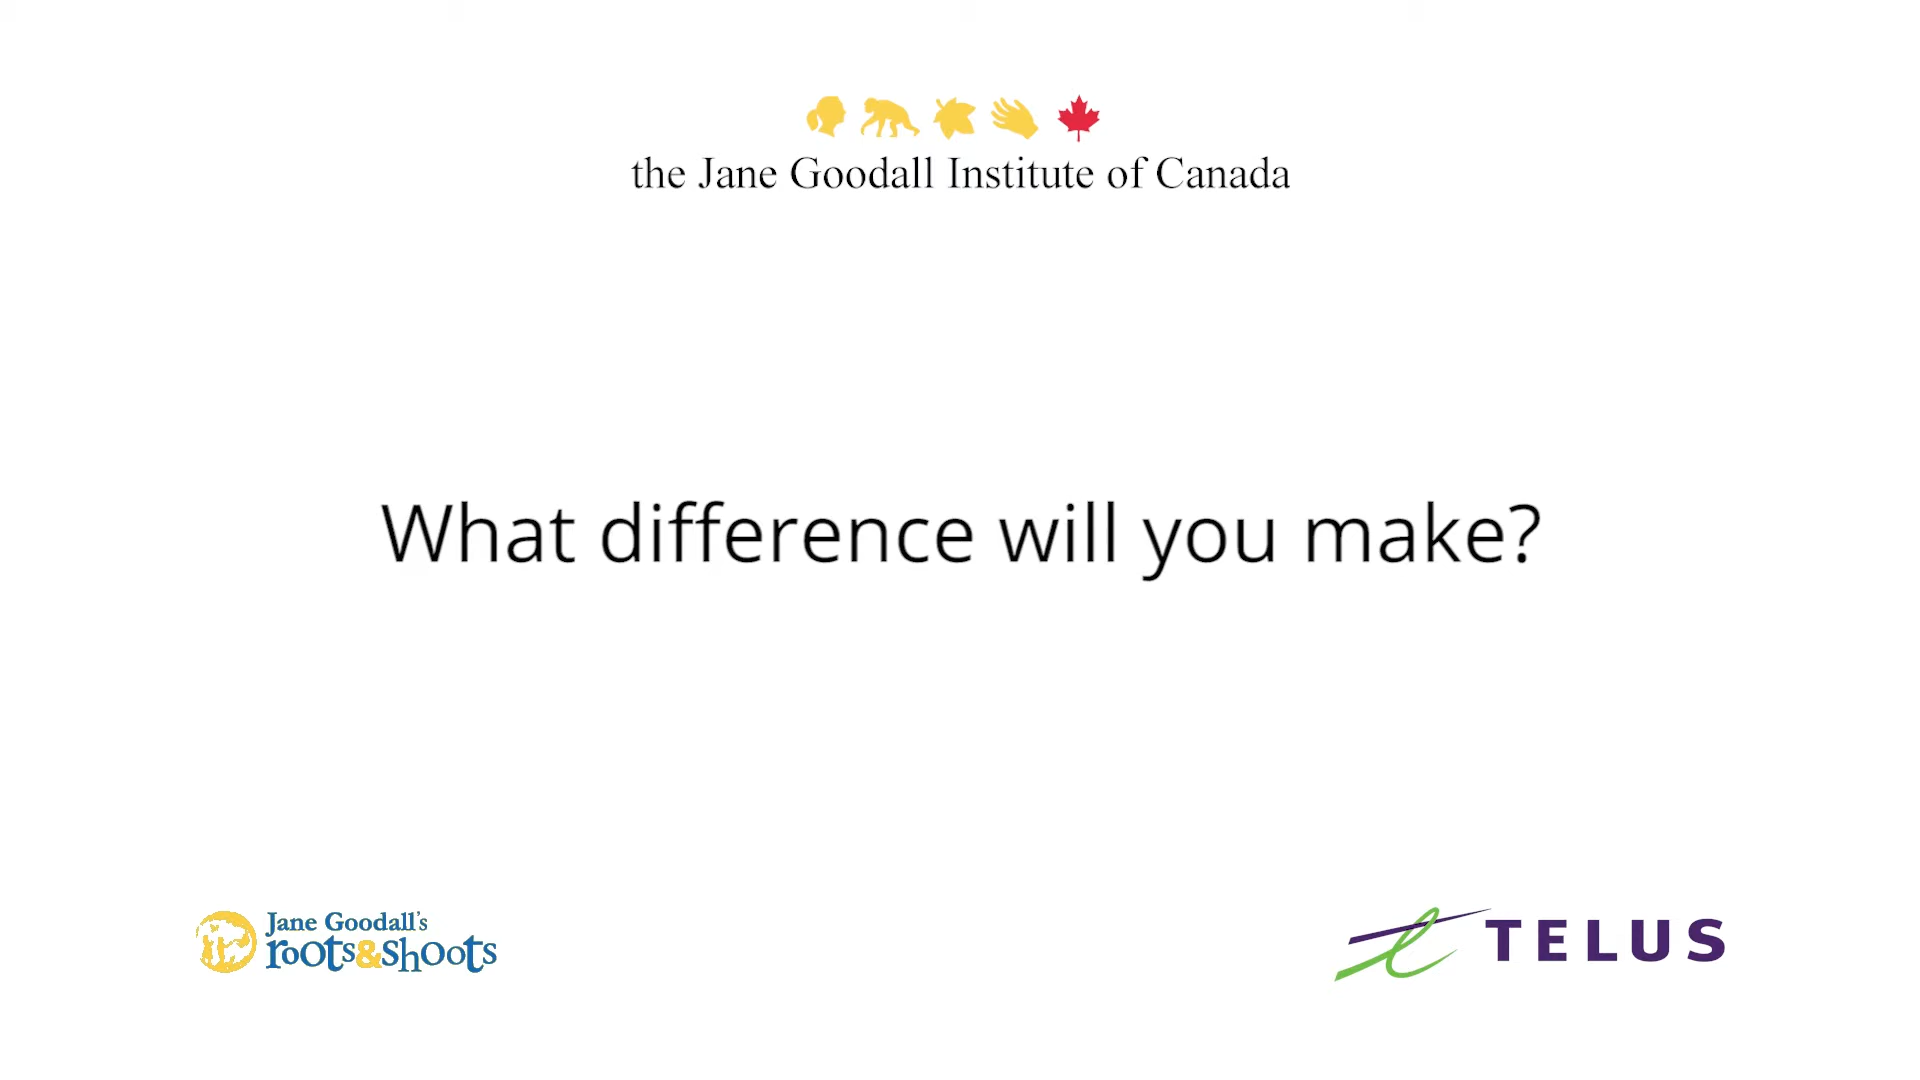 the Jane Goodall Institute of Canada
What difference will you make?
Jane Goodall's
roots&shoots
TELUS